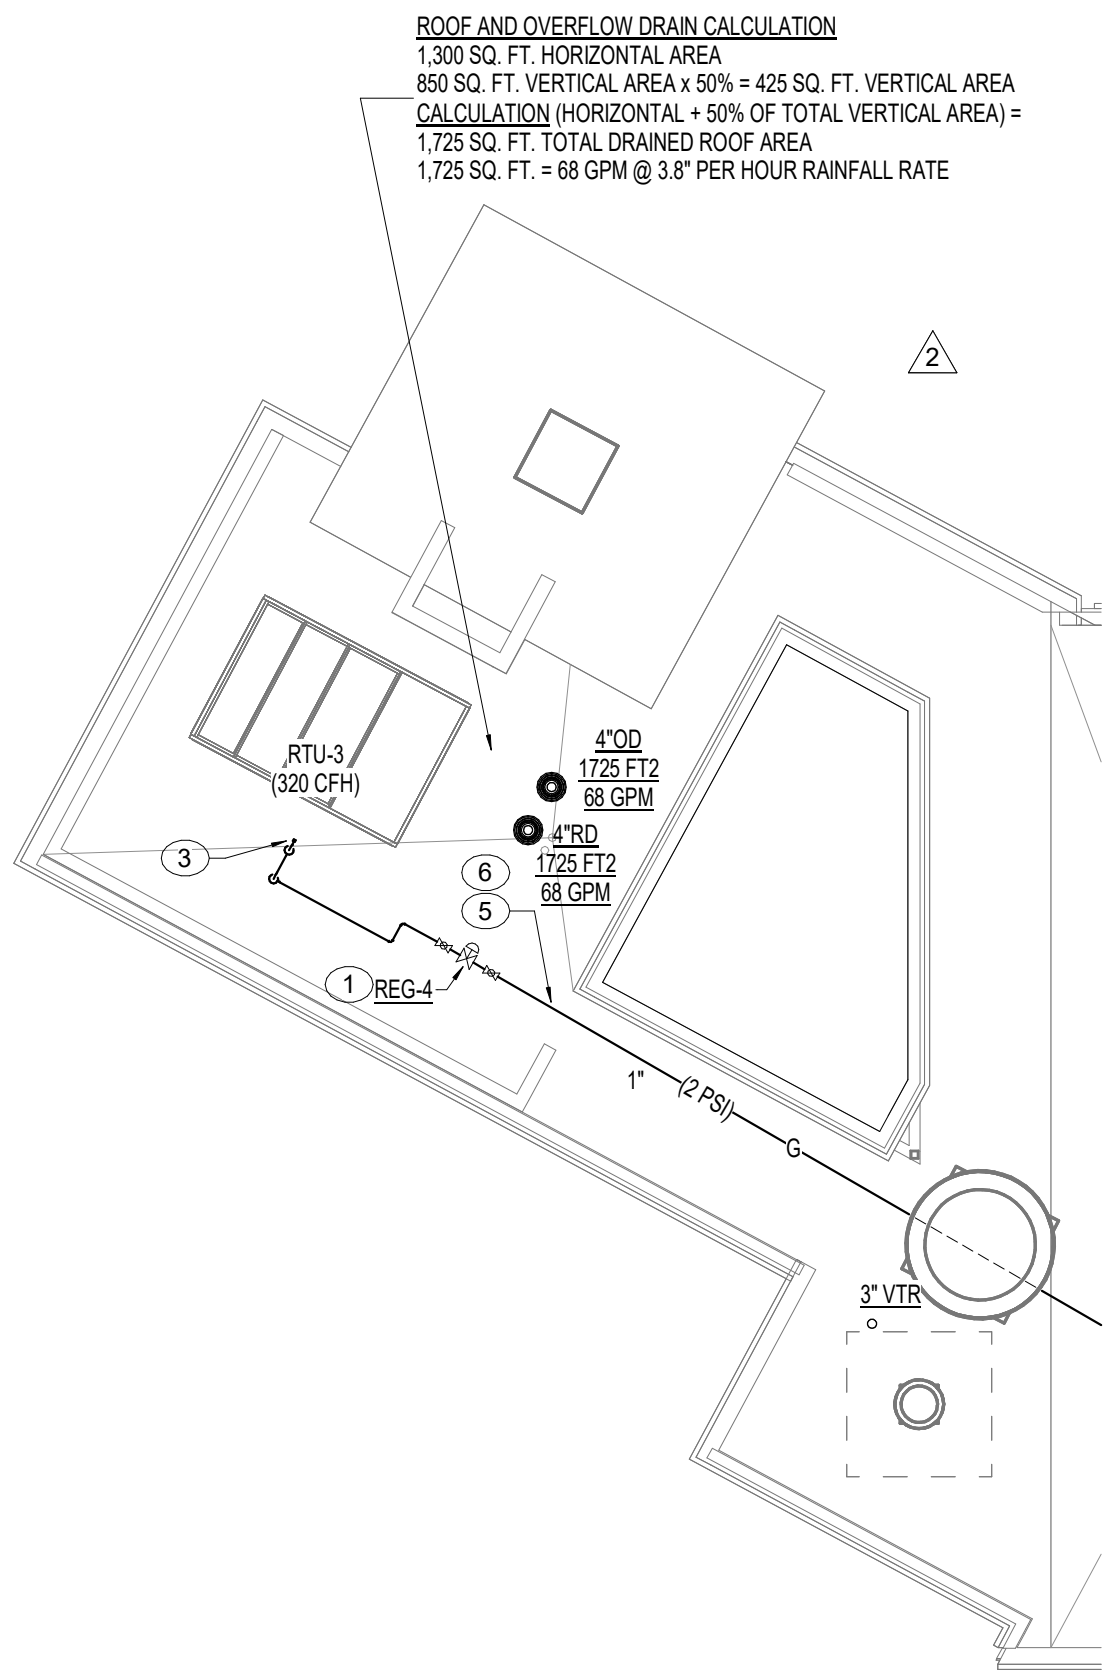 ROOF AND OVERFLOW DRAIN CALCULATION
1,300 SQ. FT. HORIZONTAL AREA
850 SQ. FT. VERTICAL AREA x 50% = 425 SQ. FT. VERTICAL AREA
CALCULATION (HORIZONTAL + 50% OF TOTAL VERTICAL AREA) =
1,725 SQ. FT. TOTAL DRAINED ROOF AREA
1,725 SQ. FT. = 68 GPM @ 3.8" PER HOUR RAINFALL RATE
2
4"OD
1725 FT2
68 GPM
RTU-3
(320 CFH)
4"RD
1725 FT2
68 GPM
3
6
5
1
REG-4
1"
(2 PSI)
G
3" VTR